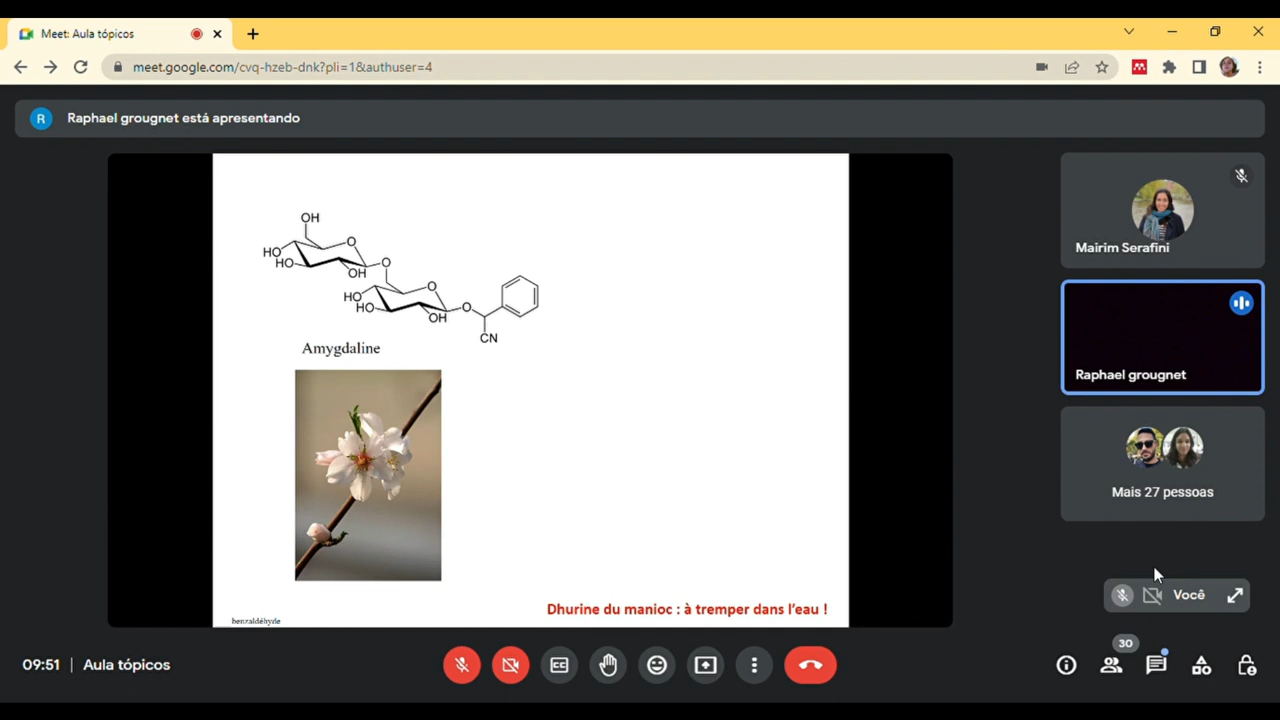 Meet: Aula tópicos
meet.google.com/cvq-hzeb-dnk?pli=1&authuser=4
R
Raphael grougnet está apresentando
OH
O
HO
HO
OH
O
O
HO
HO
OH
O
CN
Amygdaline
Dhurine du manioc : à tremper dans l'eau !
benzaldéhyde
Mairim Serafini
Raphael grougnet
Mais 27 pessoas
Você
30
09:51 | Aula tópicos